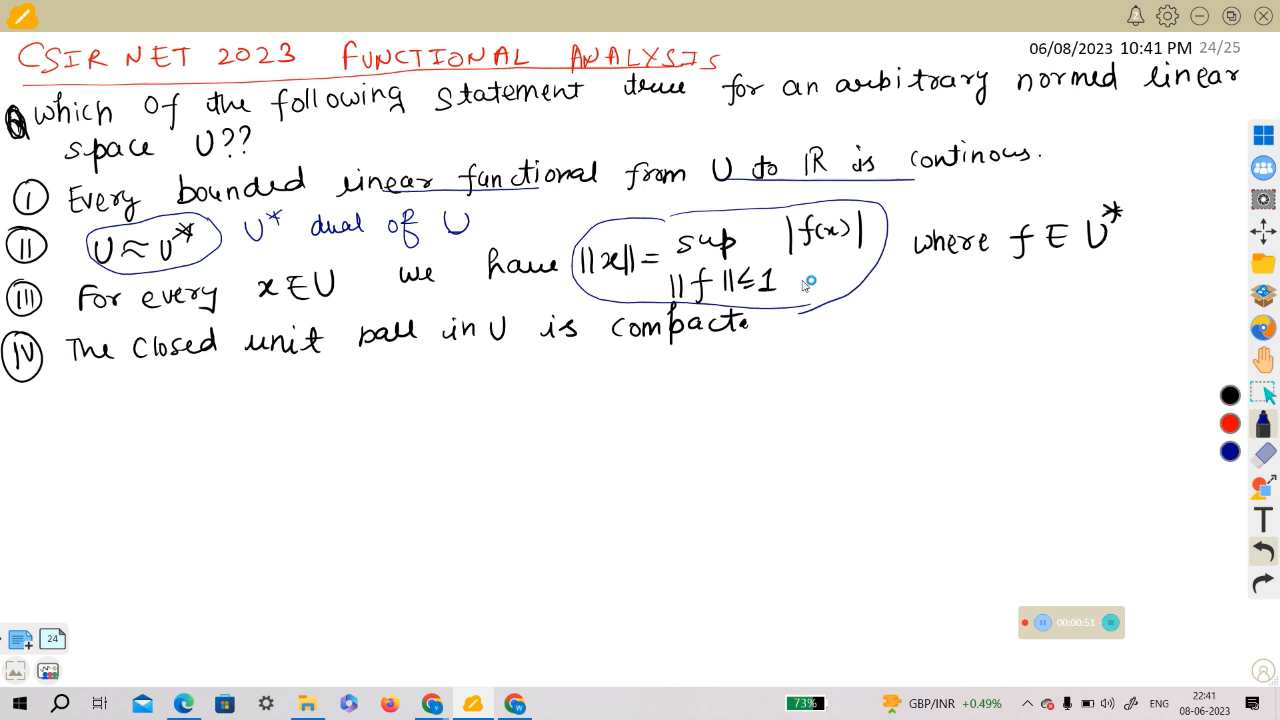 CSIR NET 2023 FUNCTIONAL ANALYSIS
06/08/2023 10:41 PM 24/25
Which of the following statement true for an arbitrary normed linear
space U??
I Every bounded linear functional from U to ℝ is continous.
II U ≈ U* U* dual of U
III For every x ∈ U we have ||x|| = sup |f(x)| where f ∈ U*
||f|| ≤ 1
IV The closed unit ball in U is compact.
00:00:51
24
73%
GBP/INR +0.49%
ENG
22:41
08-06-2023